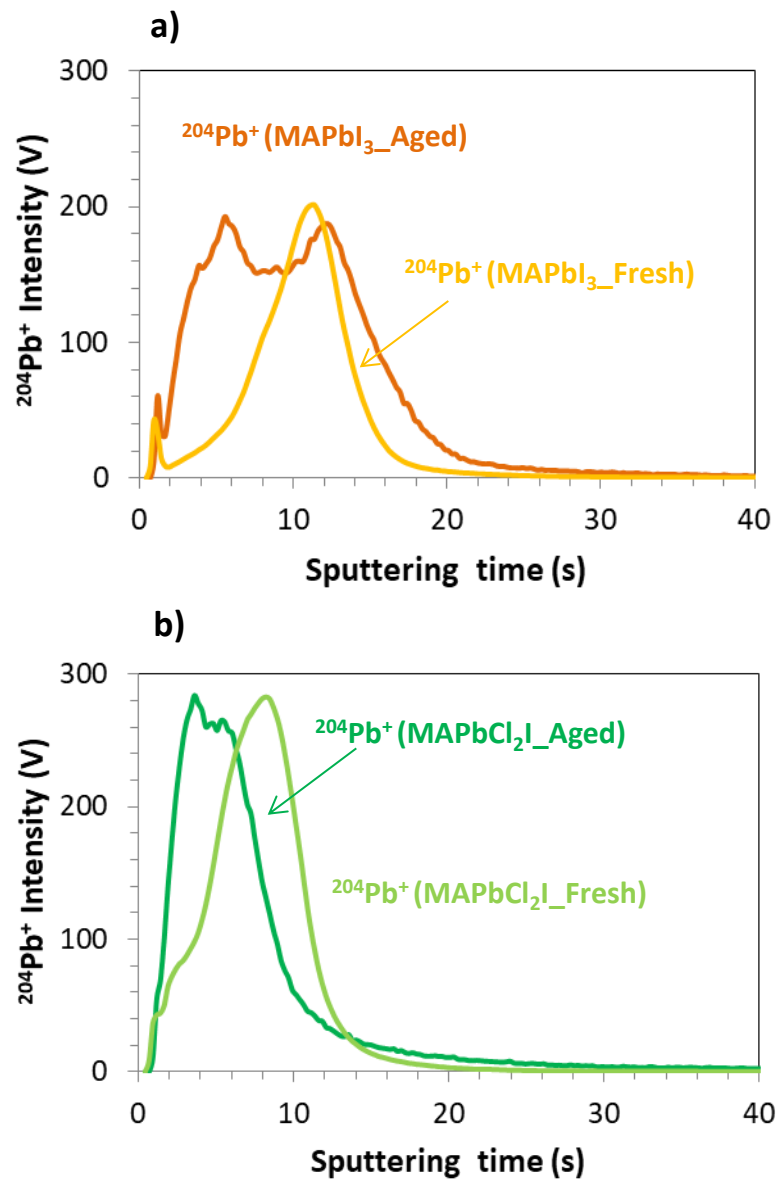 a)
300
200
100
0
²⁰⁴Pb⁺ Intensity (V)
²⁰⁴Pb⁺ (MAPbI₃_Aged)
²⁰⁴Pb⁺ (MAPbI₃_Fresh)
0 10 20 30 40
Sputtering time (s)
b)
300
200
100
0
²⁰⁴Pb⁺ Intensity (V)
²⁰⁴Pb⁺ (MAPbCl₂I_Aged)
²⁰⁴Pb⁺ (MAPbCl₂I_Fresh)
0 10 20 30 40
Sputtering time (s)